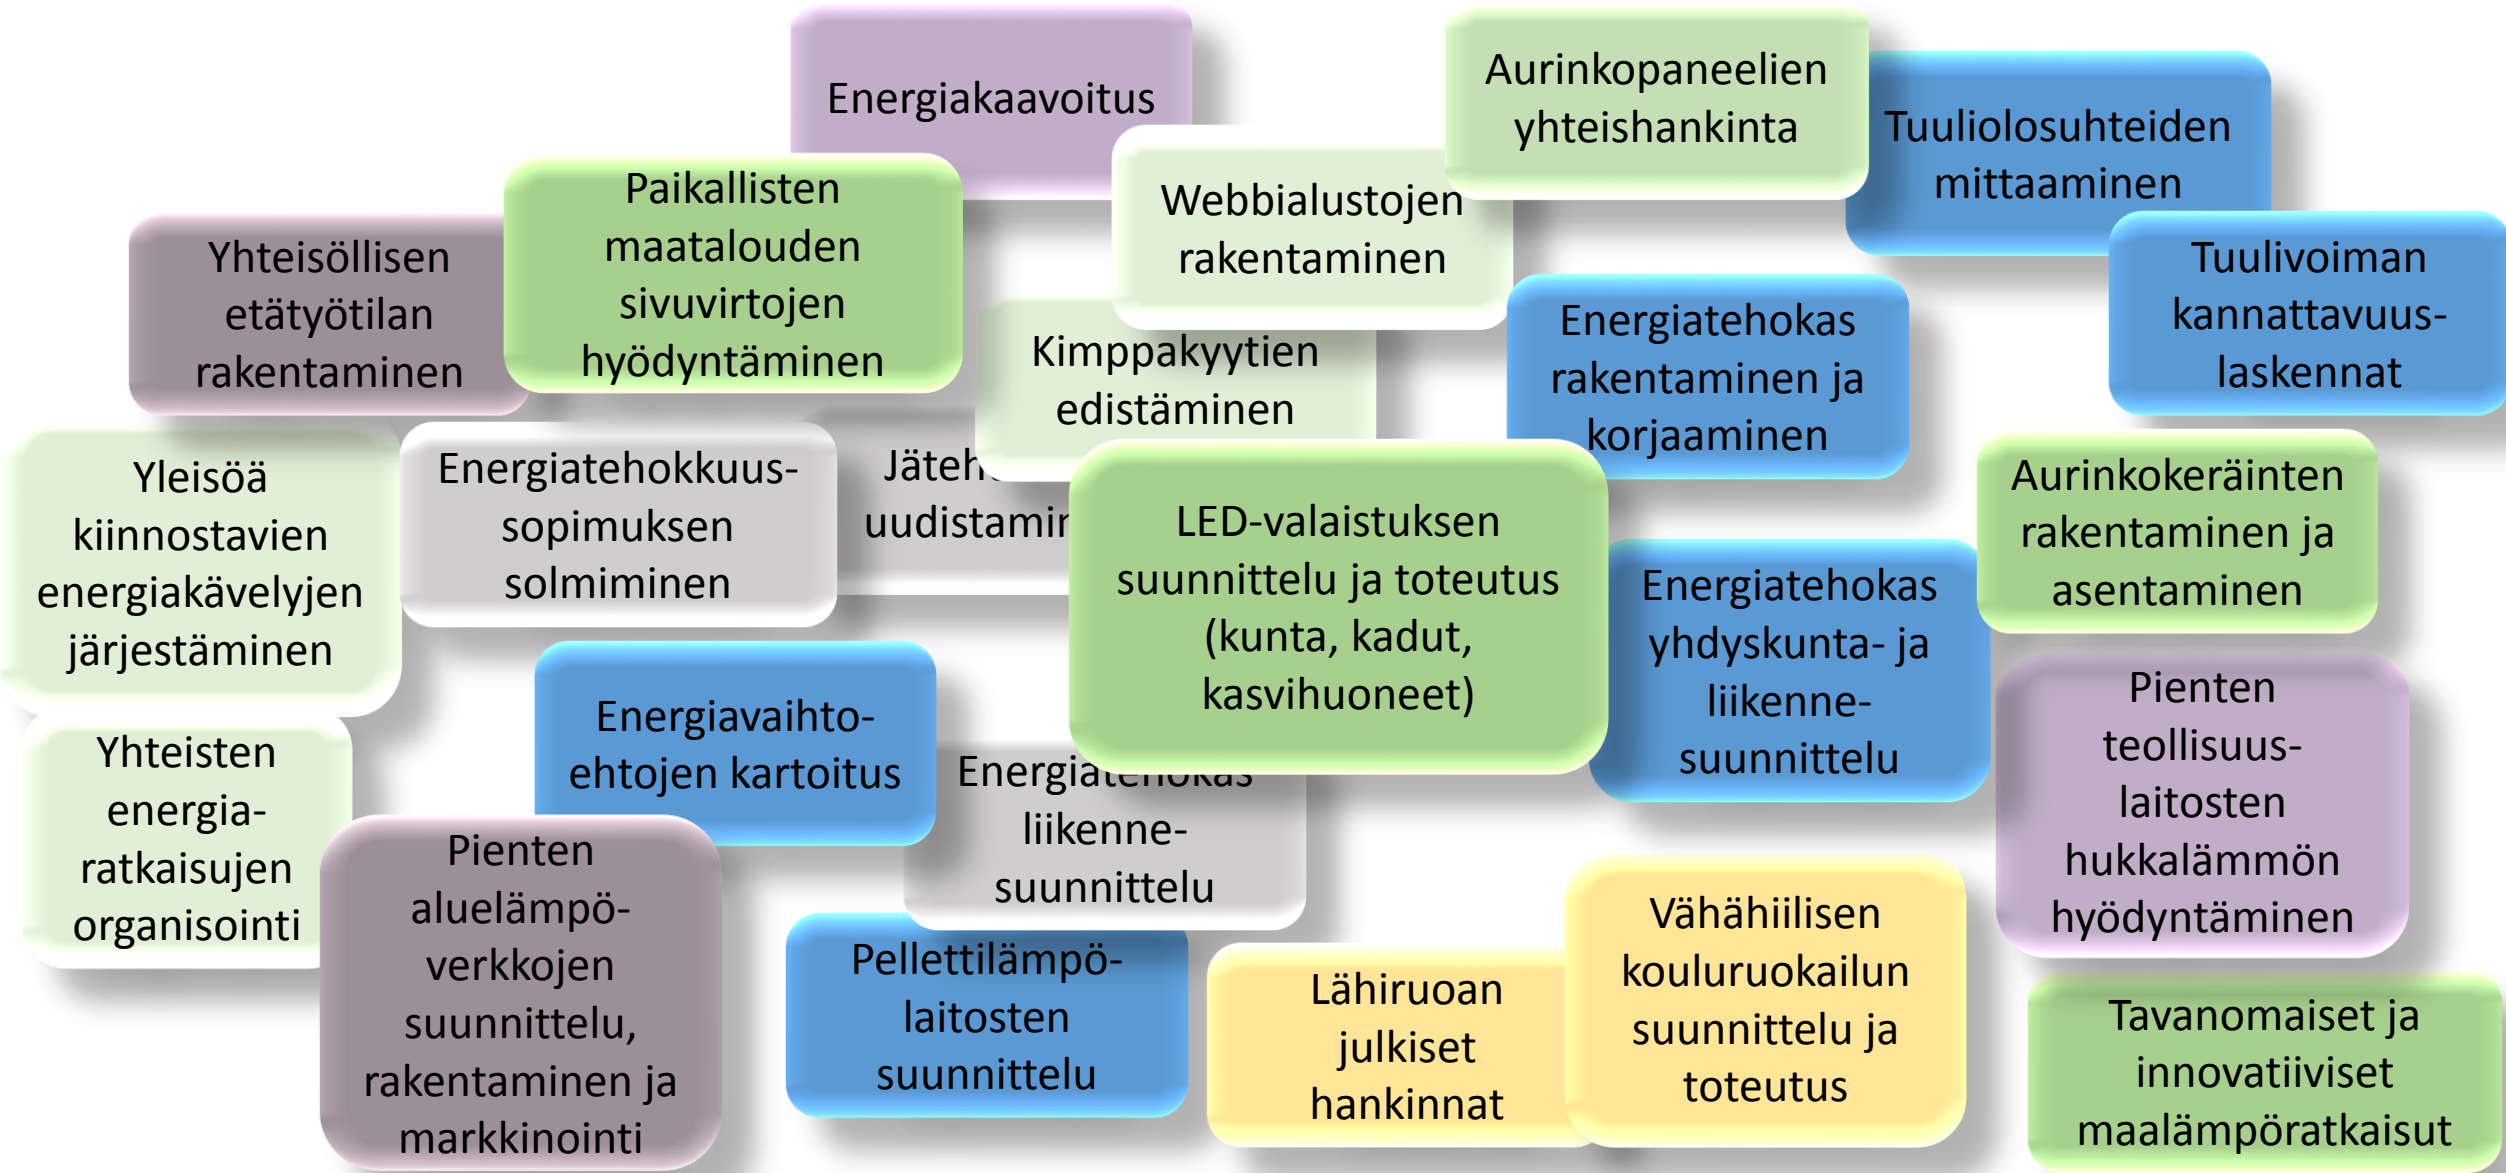 Energiakaavoitus
Aurinkopaneelien
yhteishankinta
Tuuliolosuhteiden
mittaaminen
Paikallisten
maatalouden
sivuvirtojen
hyödyntäminen
Webbialustojen
rakentaminen
Yhteisöllisen
etätyötilan
rakentaminen
Tuulivoiman
kannattavuus-
laskennat
Kimppakyytien
edistäminen
Energiatehokas
rakentaminen ja
korjaaminen
Yleisöä
kiinnostavien
energiakävelyjen
järjestäminen
Energiatehokkuus-
sopimuksen
solmiminen
LED-valaistuksen
suunnittelu ja toteutus
(kunta, kadut,
kasvihuoneet)
Aurinkokeräinten
rakentaminen ja
asentaminen
Energiatehokas
yhdyskunta- ja
liikenne-
suunnittelu
Energiavaihto-
ehtojen kartoitus
Pienten
teollisuus-
laitosten
hukkalämmön
hyödyntäminen
Yhteisten
energia-
ratkaisujen
organisointi
Energiatehokas
liikenne-
suunnittelu
Pienten
aluelämpö-
verkkojen
suunnittelu,
rakentaminen ja
markkinointi
Pellettilämpö-
laitosten
suunnittelu
Lähiruoan
julkiset
hankinnat
Vähähiilisen
kouluruokailun
suunnittelu ja
toteutus
Tavanomaiset ja
innovatiiviset
maalämpöratkaisut